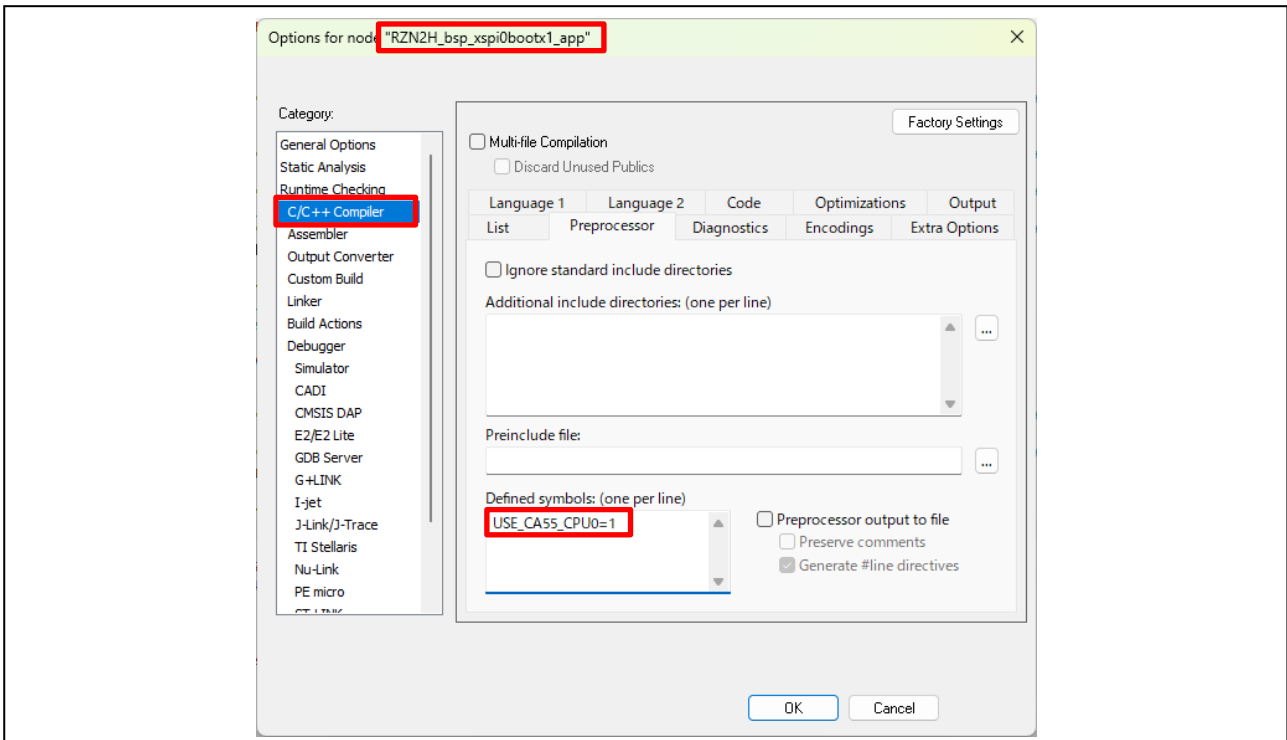 Options for node "RZN2H_bsp_xspi0bootx1_app"
Category:
General Options
Static Analysis
Runtime Checking
C/C++ Compiler
Assembler
Output Converter
Custom Build
Linker
Build Actions
Debugger
Simulator
CADI
CMSIS DAP
E2/E2 Lite
GDB Server
G+LINK
I-jet
J-Link/J-Trace
TI Stellaris
Nu-Link
PE micro
ST-LINK
Factory Settings
Multi-file Compilation
Discard Unused Publics
Language 1 Language 2 Code Optimizations Output
List Preprocessor Diagnostics Encodings Extra Options
Ignore standard include directories
Additional include directories: (one per line)
...
Preinclude file:
...
Defined symbols: (one per line)
USE_CA55_CPU0=1
Preprocessor output to file
Preserve comments
Generate #line directives
OK Cancel